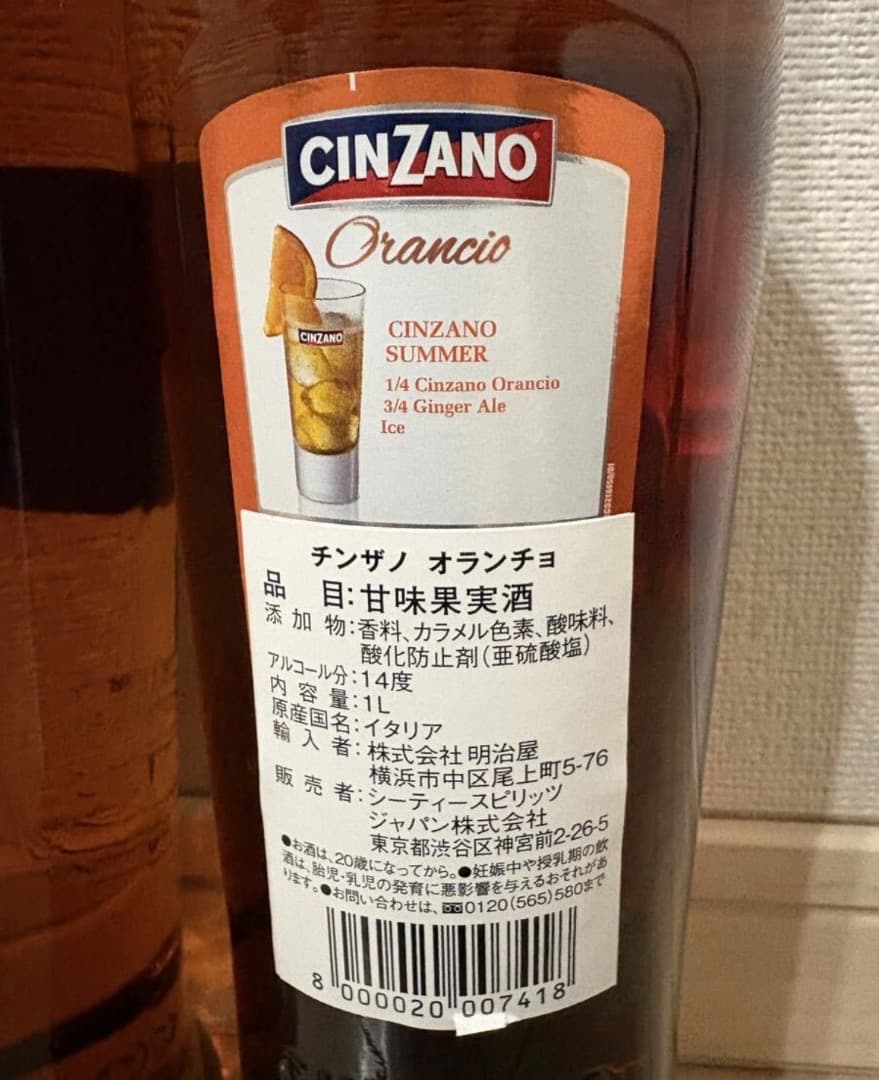 CINZANO
Orancio
CINZANO
CINZANO
SUMMER
1/4 Cinzano Orancio
3/4 Ginger Ale
Ice
チンザノ オランチョ
品目:甘味果実酒
添加物:香料、カラメル色素、酸味料、
酸化防止剤(亜硫酸塩)
アルコール分:14度
内容量:1L
原産国名:イタリア
輸入者:株式会社 明治屋
横浜市中区尾上町5-76
販売者:シーティースピリッツ
ジャパン株式会社
東京都渋谷区神宮前2-26-5
●お酒は、20歳になってから。●妊娠中や授乳期の飲
酒は、胎児・乳児の発育に悪影響を与えるおそれがあ
ります。●お問い合わせは、0120(565)580まで
8 000020 007418